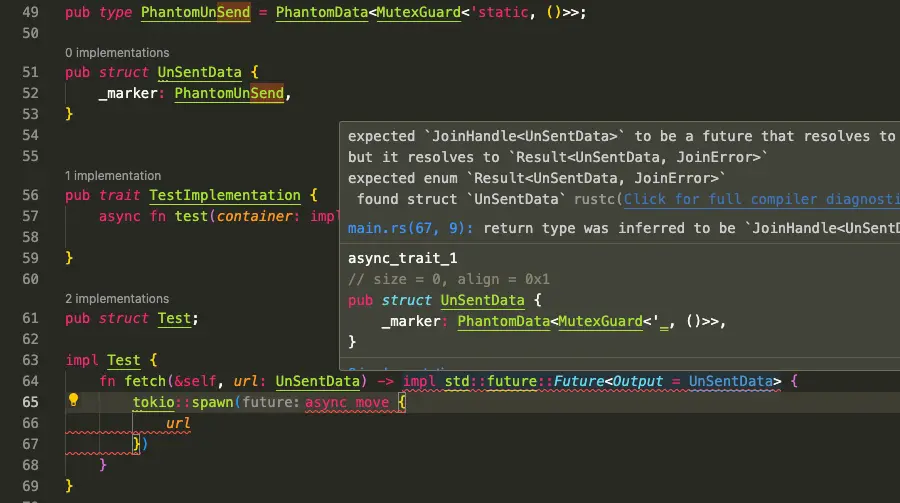 49 pub type PhantomUnSend = PhantomData<MutexGuard<'static, ()>>;
50
0 implementations
51 pub struct UnSentData {
52 _marker: PhantomUnSend,
53 }
54
55
1 implementation
56 pub trait TestImplementation {
57 async fn test(container: impl
58
59 }
60
2 implementations
61 pub struct Test;
62
63 impl Test {
64 fn fetch(&self, url: UnSentData) -> impl std::future::Future<Output = UnSentData> {
65 tokio::spawn(future: async move {
66 url
67 })
68 }
69 }
expected `JoinHandle<UnSentData>` to be a future that resolves to
but it resolves to `Result<UnSentData, JoinError>`
expected enum `Result<UnSentData, JoinError>`
found struct `UnSentData` rustc(Click for full compiler diagnosti
main.rs(67, 9): return type was inferred to be `JoinHandle<UnSentDa
async_trait_1
// size = 0, align = 0x1
pub struct UnSentData {
_marker: PhantomData<MutexGuard<'_, ()>>,
}